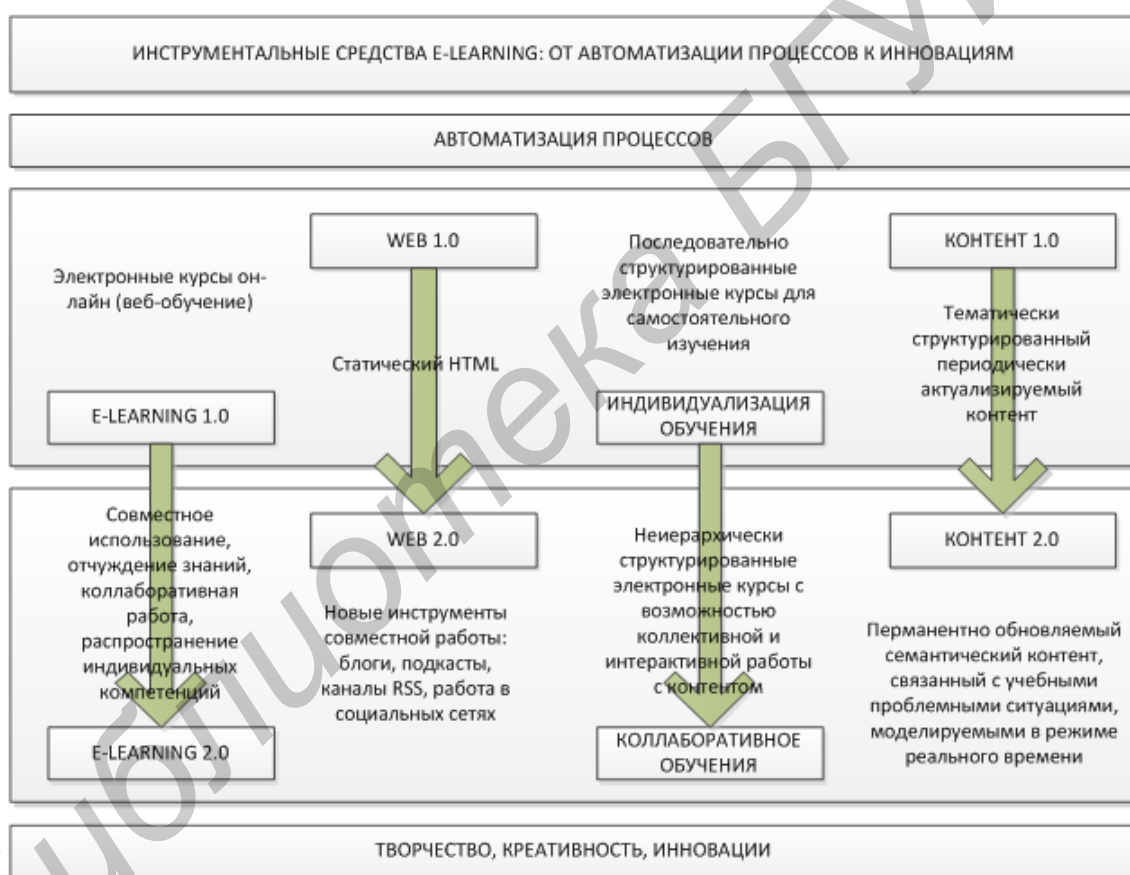 ИНСТРУМЕНТАЛЬНЫЕ СРЕДСТВА E-LEARNING: ОТ АВТОМАТИЗАЦИИ ПРОЦЕССОВ К ИННОВАЦИЯМ
АВТОМАТИЗАЦИЯ ПРОЦЕССОВ
Электронные курсы он-
лайн (веб-обучение)
E-LEARNING 1.0
WEB 1.0
Статический HTML
Последовательно
структурированные
электронные курсы для
самостоятельного
изучения
ИНДИВИДУАЛИЗАЦИЯ
ОБУЧЕНИЯ
КОНТЕНТ 1.0
Тематически
структурированный
периодически
актуализируемый
контент
Совместное
использование,
отчуждение знаний,
коллаборативная
работа,
распространение
индивидуальных
компетенций
E-LEARNING 2.0
WEB 2.0
Новые инструменты
совместной работы:
блоги, подкасты,
каналы RSS, работа в
социальных сетях
Неиерархически
структурированные
электронные курсы с
возможностью
коллективной и
интерактивной работы
с контентом
КОЛЛАБОРАТИВНОЕ
ОБУЧЕНИЯ
КОНТЕНТ 2.0
Перманентно обновляемый
семантический контент,
связанный с учебными
проблемными ситуациями,
моделируемыми в режиме
реального времени
ТВОРЧЕСТВО, КРЕАТИВНОСТЬ, ИННОВАЦИИ